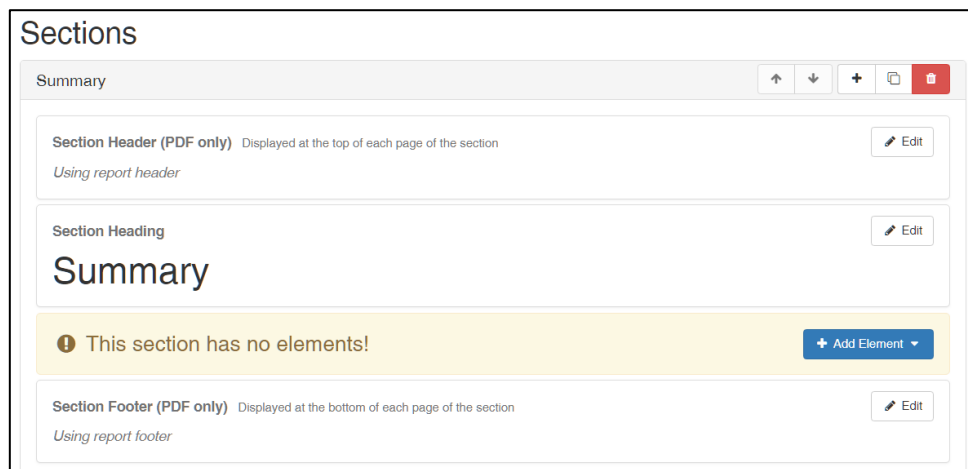 Sections
Summary
Section Header (PDF only) Displayed at the top of each page of the section
Edit
Using report header
Section Heading
Edit
Summary
This section has no elements!
Add Element
Section Footer (PDF only) Displayed at the bottom of each page of the section
Edit
Using report footer